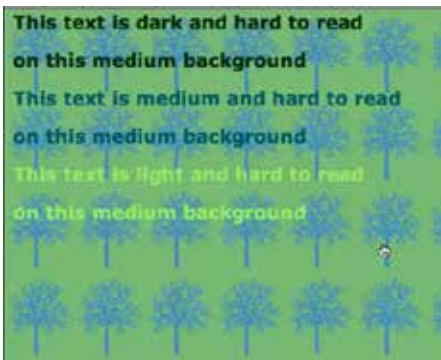 This text is dark and hard to read
on this medium background
This text is medium and hard to read
on this medium background
This text is light and hard to read
on this medium background